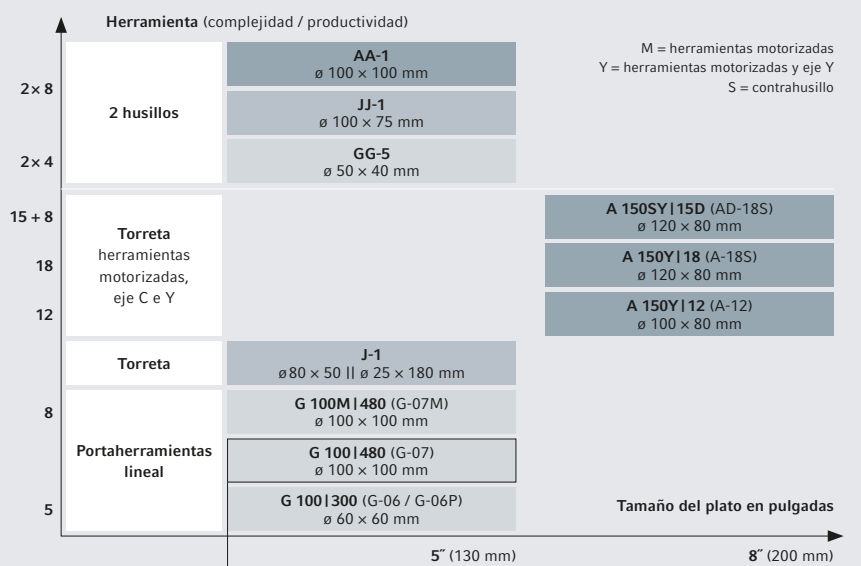 Herramienta (complejidad / productividad)
M = herramientas motorizadas
Y = herramientas motorizadas y eje Y
S = contrahusillo
2 × 8
2 × 4
2 husillos
AA-1
ø 100 × 100 mm
JJ-1
ø 100 × 75 mm
GG-5
ø 50 × 40 mm
15 + 8
18
12
Torreta
herramientas
motorizadas,
eje C e Y
A 150SY|15D (AD-18S)
ø 120 × 80 mm
A 150Y|18 (A-18S)
ø 120 × 80 mm
A 150Y|12 (A-12)
ø 100 × 80 mm
Torreta
J-1
ø80 × 50 || ø 25 × 180 mm
8
5
Portaherramientas
lineal
G 100M|480 (G-07M)
ø 100 × 100 mm
G 100|480 (G-07)
ø 100 × 100 mm
G 100|300 (G-06 / G-06P)
ø 60 × 60 mm
Tamaño del plato en pulgadas
5˝ (130 mm)
8˝ (200 mm)